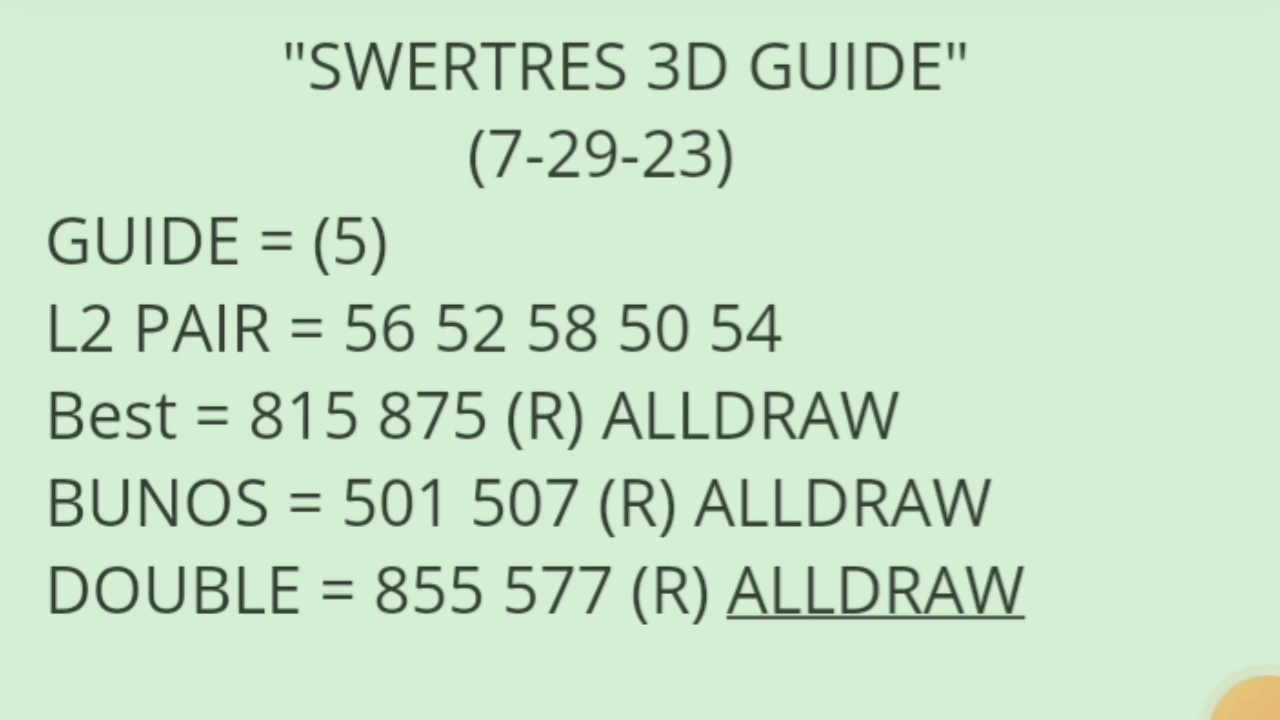 "SWERTRES 3D GUIDE"
(7-29-23)
GUIDE = (5)
L2 PAIR = 56 52 58 50 54
Best = 815 875 (R) ALLDRAW
BUNOS = 501 507 (R) ALLDRAW
DOUBLE = 855 577 (R) ALLDRAW